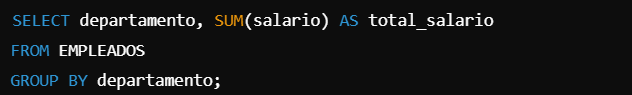 SELECT departamento, SUM(salario) AS total_salario
FROM EMPLEADOS
GROUP BY departamento;